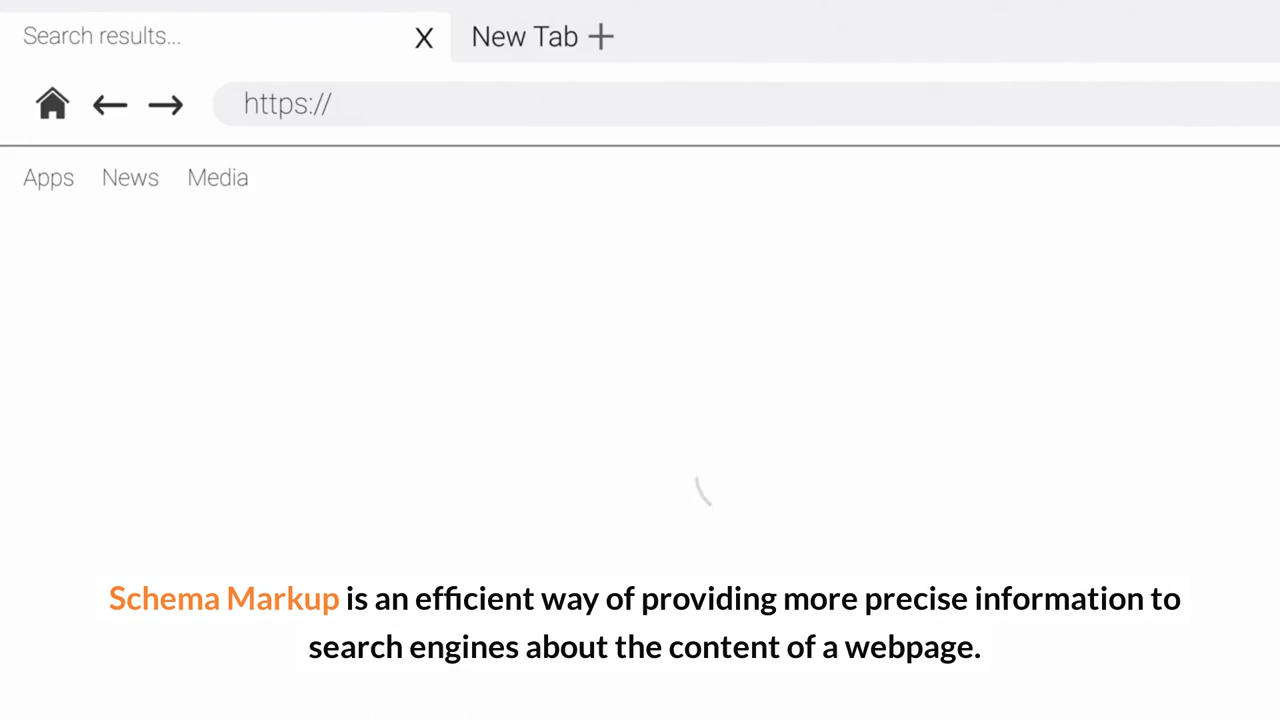 Search results... X New Tab +
https://
Apps News Media
Schema Markup is an efficient way of providing more precise information to
search engines about the content of a webpage.